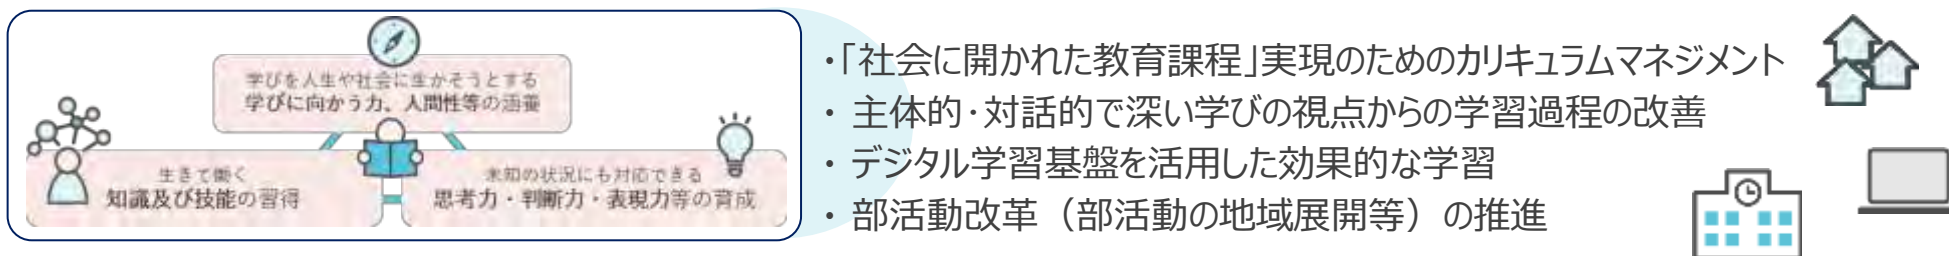 学びを人生や社会に生かそうとする
学びに向かう力、人間性等の涵養
生きて働く
知識及び技能の習得
未知の状況にも対応できる
思考力・判断力・表現力等の育成
・「社会に開かれた教育課程」実現のためのカリキュラムマネジメント
・ 主体的・対話的で深い学びの視点からの学習過程の改善
・ デジタル学習基盤を活用した効果的な学習
・ 部活動改革（部活動の地域展開等）の推進